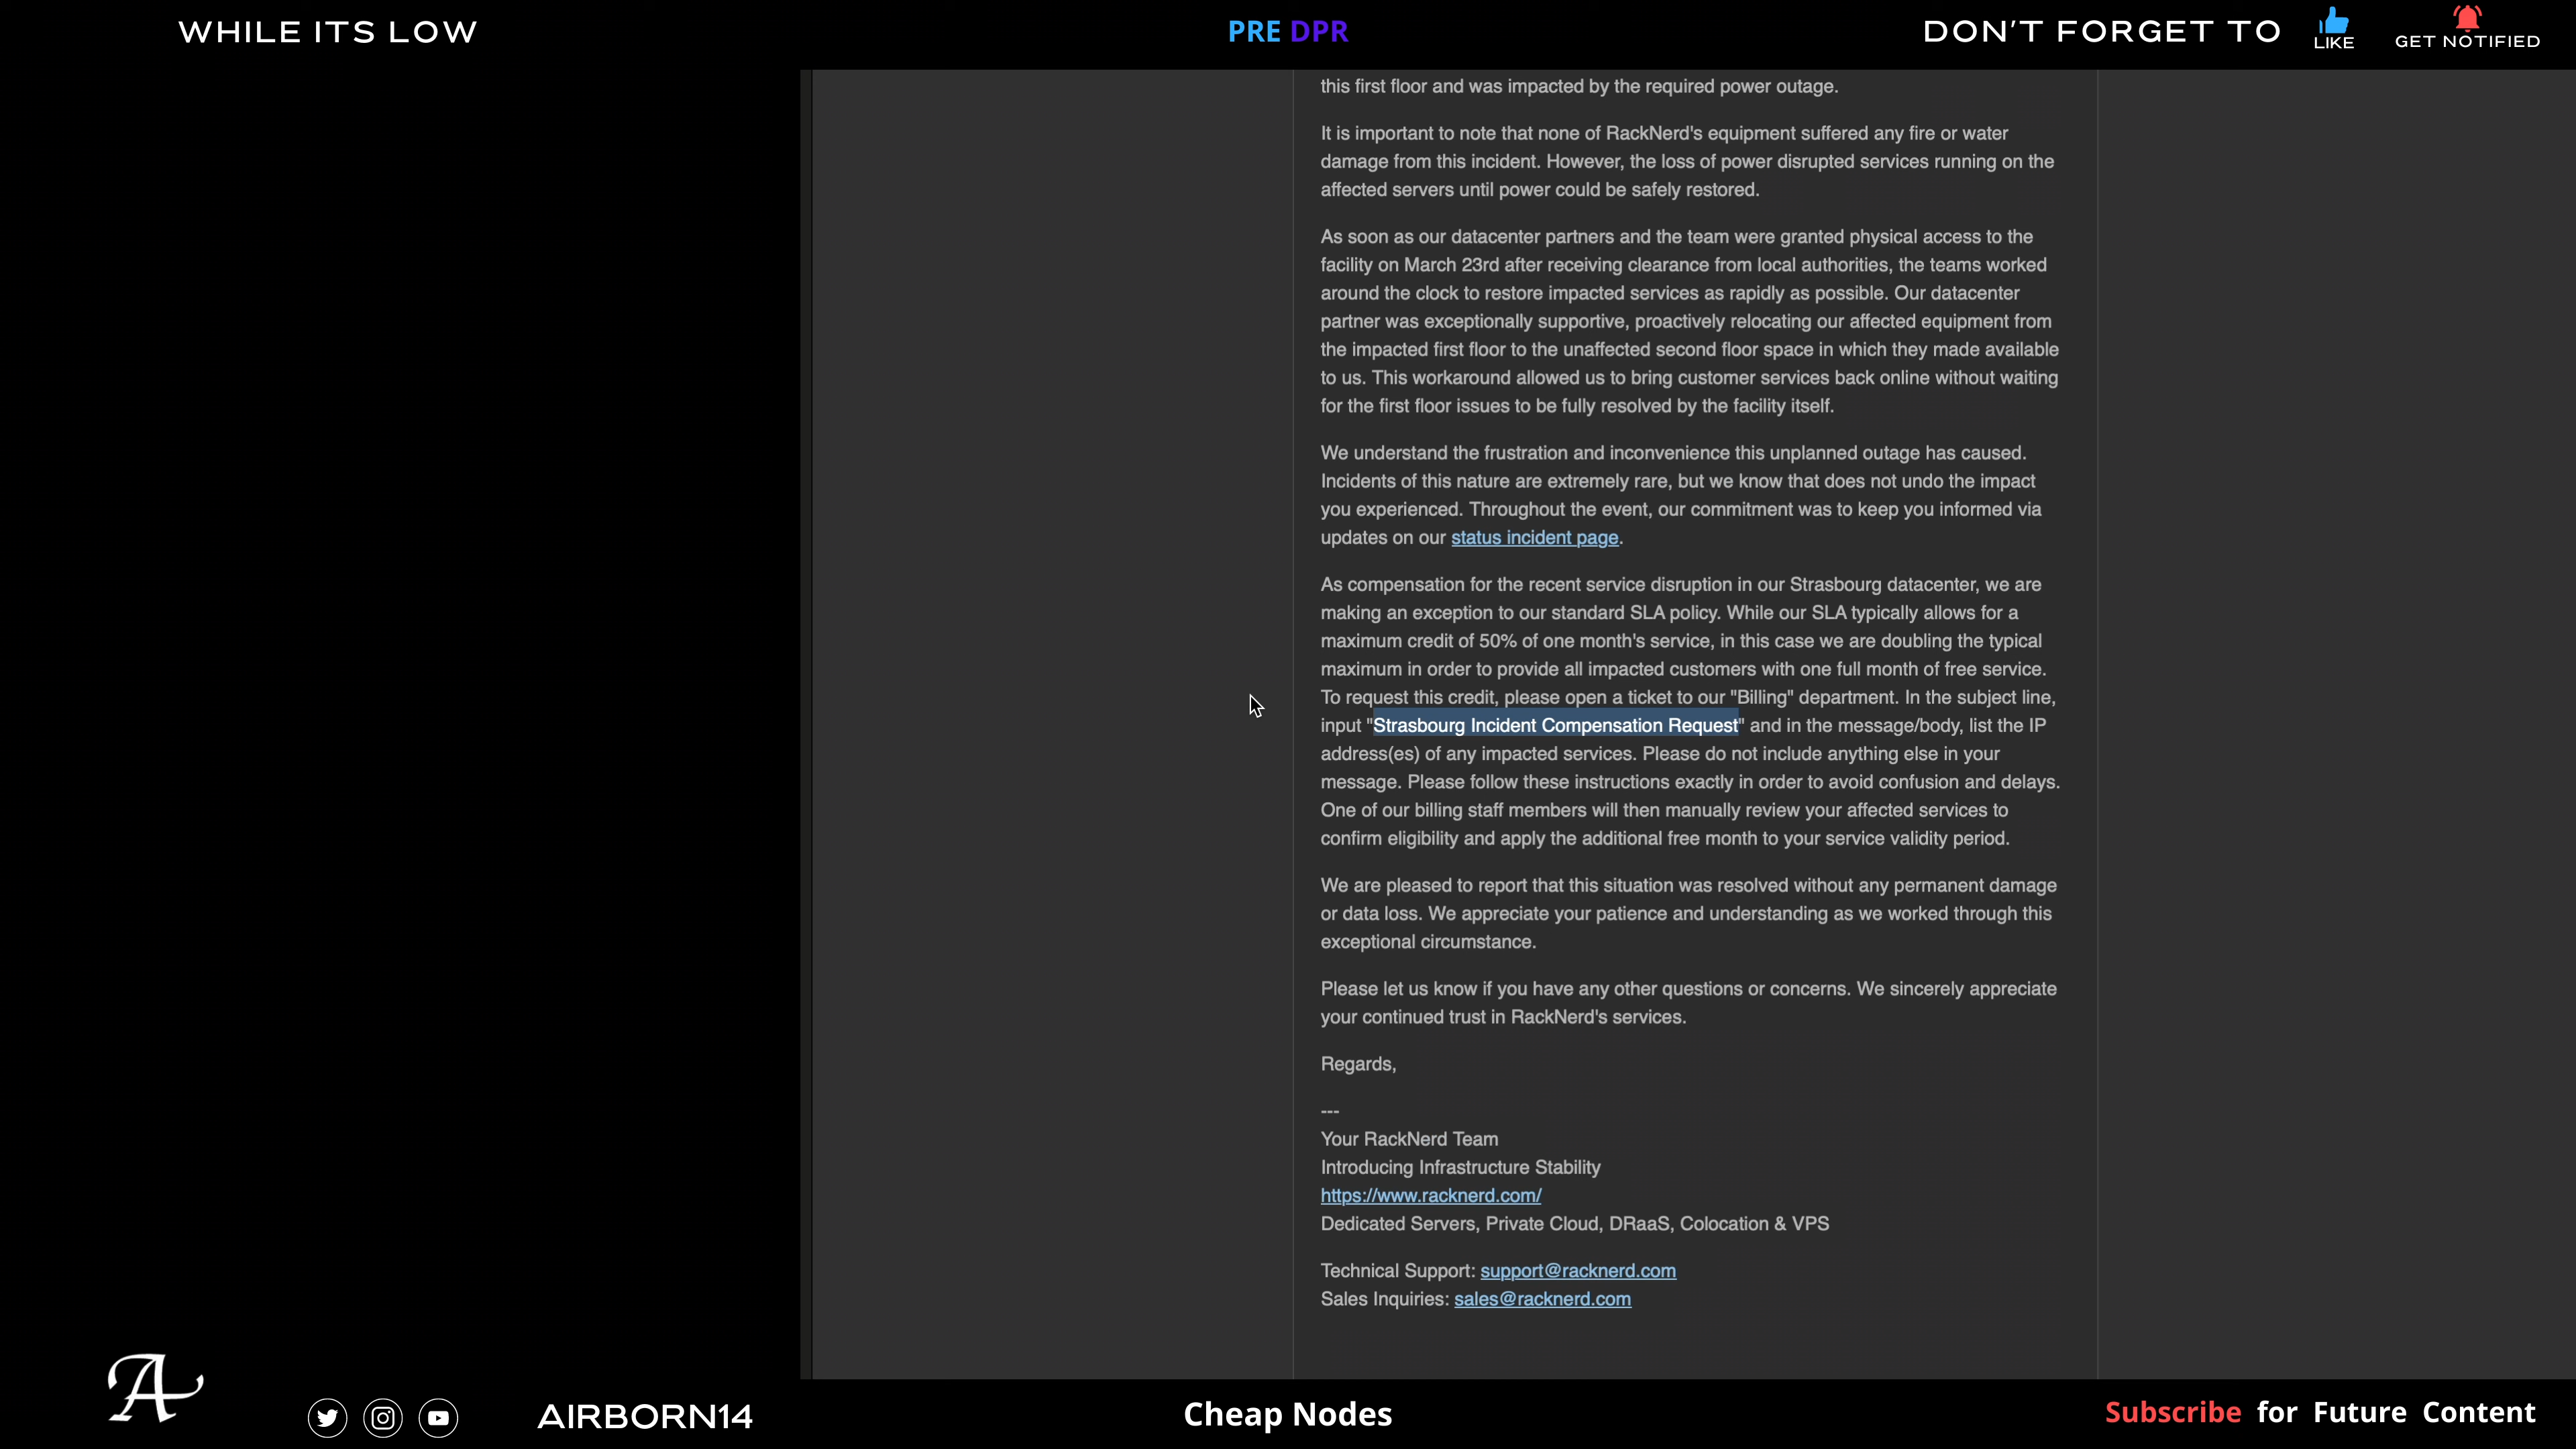 WHILE ITS LOW
PRE DPR
DON'T FORGET TO
LIKE
GET NOTIFIED
this first floor and was impacted by the required power outage.
It is important to note that none of RackNerd's equipment suffered any fire or water
damage from this incident. However, the loss of power disrupted services running on the
affected servers until power could be safely restored.
As soon as our datacenter partners and the team were granted physical access to the
facility on March 23rd after receiving clearance from local authorities, the teams worked
around the clock to restore impacted services as rapidly as possible. Our datacenter
partner was exceptionally supportive, proactively relocating our affected equipment from
the impacted first floor to the unaffected second floor space in which they made available
to us. This workaround allowed us to bring customer services back online without waiting
for the first floor issues to be fully resolved by the facility itself.
We understand the frustration and inconvenience this unplanned outage has caused.
Incidents of this nature are extremely rare, but we know that does not undo the impact
you experienced. Throughout the event, our commitment was to keep you informed via
updates on our status incident page.
As compensation for the recent service disruption in our Strasbourg datacenter, we are
making an exception to our standard SLA policy. While our SLA typically allows for a
maximum credit of 50% of one month's service, in this case we are doubling the typical
maximum in order to provide all impacted customers with one full month of free service.
To request this credit, please open a ticket to our "Billing" department. In the subject line,
input "Strasbourg Incident Compensation Request" and in the message/body, list the IP
address(es) of any impacted services. Please do not include anything else in your
message. Please follow these instructions exactly in order to avoid confusion and delays.
One of our billing staff members will then manually review your affected services to
confirm eligibility and apply the additional free month to your service validity period.
We are pleased to report that this situation was resolved without any permanent damage
or data loss. We appreciate your patience and understanding as we worked through this
exceptional circumstance.
Please let us know if you have any other questions or concerns. We sincerely appreciate
your continued trust in RackNerd's services.
Regards,
---
Your RackNerd Team
Introducing Infrastructure Stability
https://www.racknerd.com/
Dedicated Servers, Private Cloud, DRaaS, Colocation & VPS
Technical Support: support@racknerd.com
Sales Inquiries: sales@racknerd.com
A
AIRBORN14
Cheap Nodes
Subscribe for Future Content